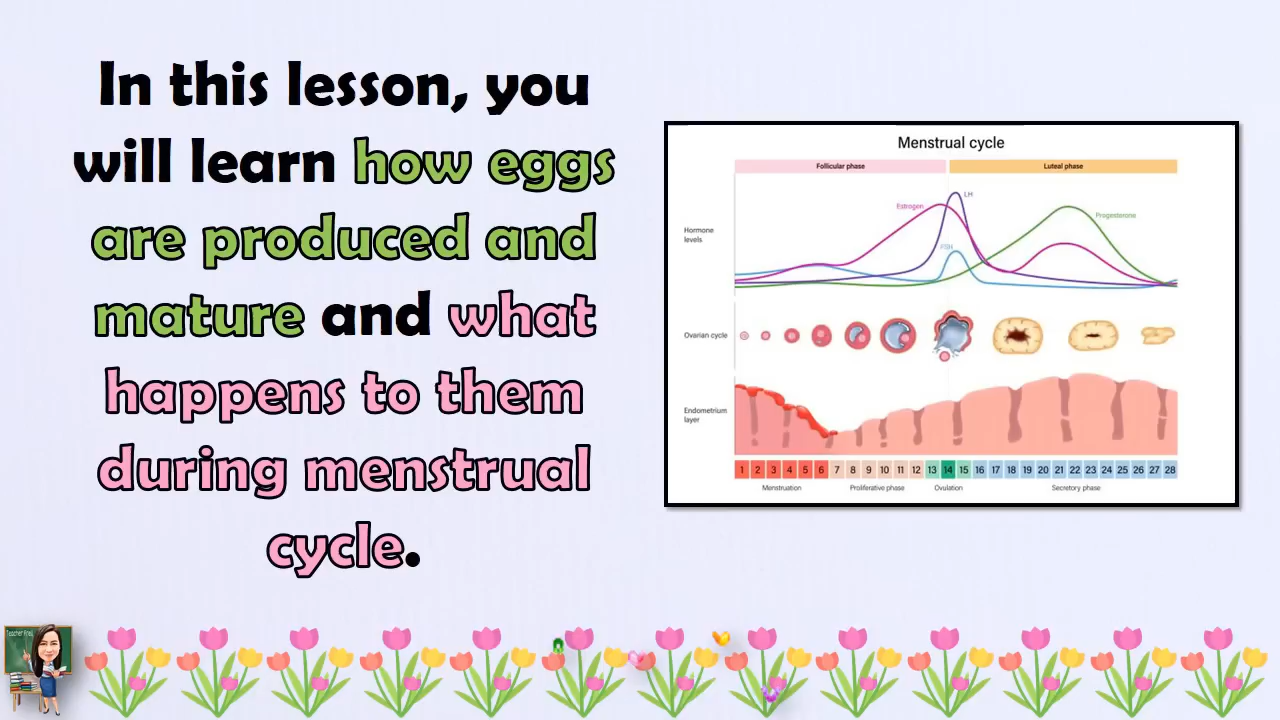 In this lesson, you
will learn how eggs
are produced and
mature and what
happens to them
during menstrual
cycle.
Menstrual cycle
Follicular phase
Luteal phase
LH
Estrogen
Progesterone
FSH
Hormone
levels
Ovarian cycle
Endometrium
layer
1 2 3 4 5 6 7 8 9 10 11 12 13 14 15 16 17 18 19 20 21 22 23 24 25 26 27 28
Menstruation
Proliferative phase
Ovulation
Secretory phase